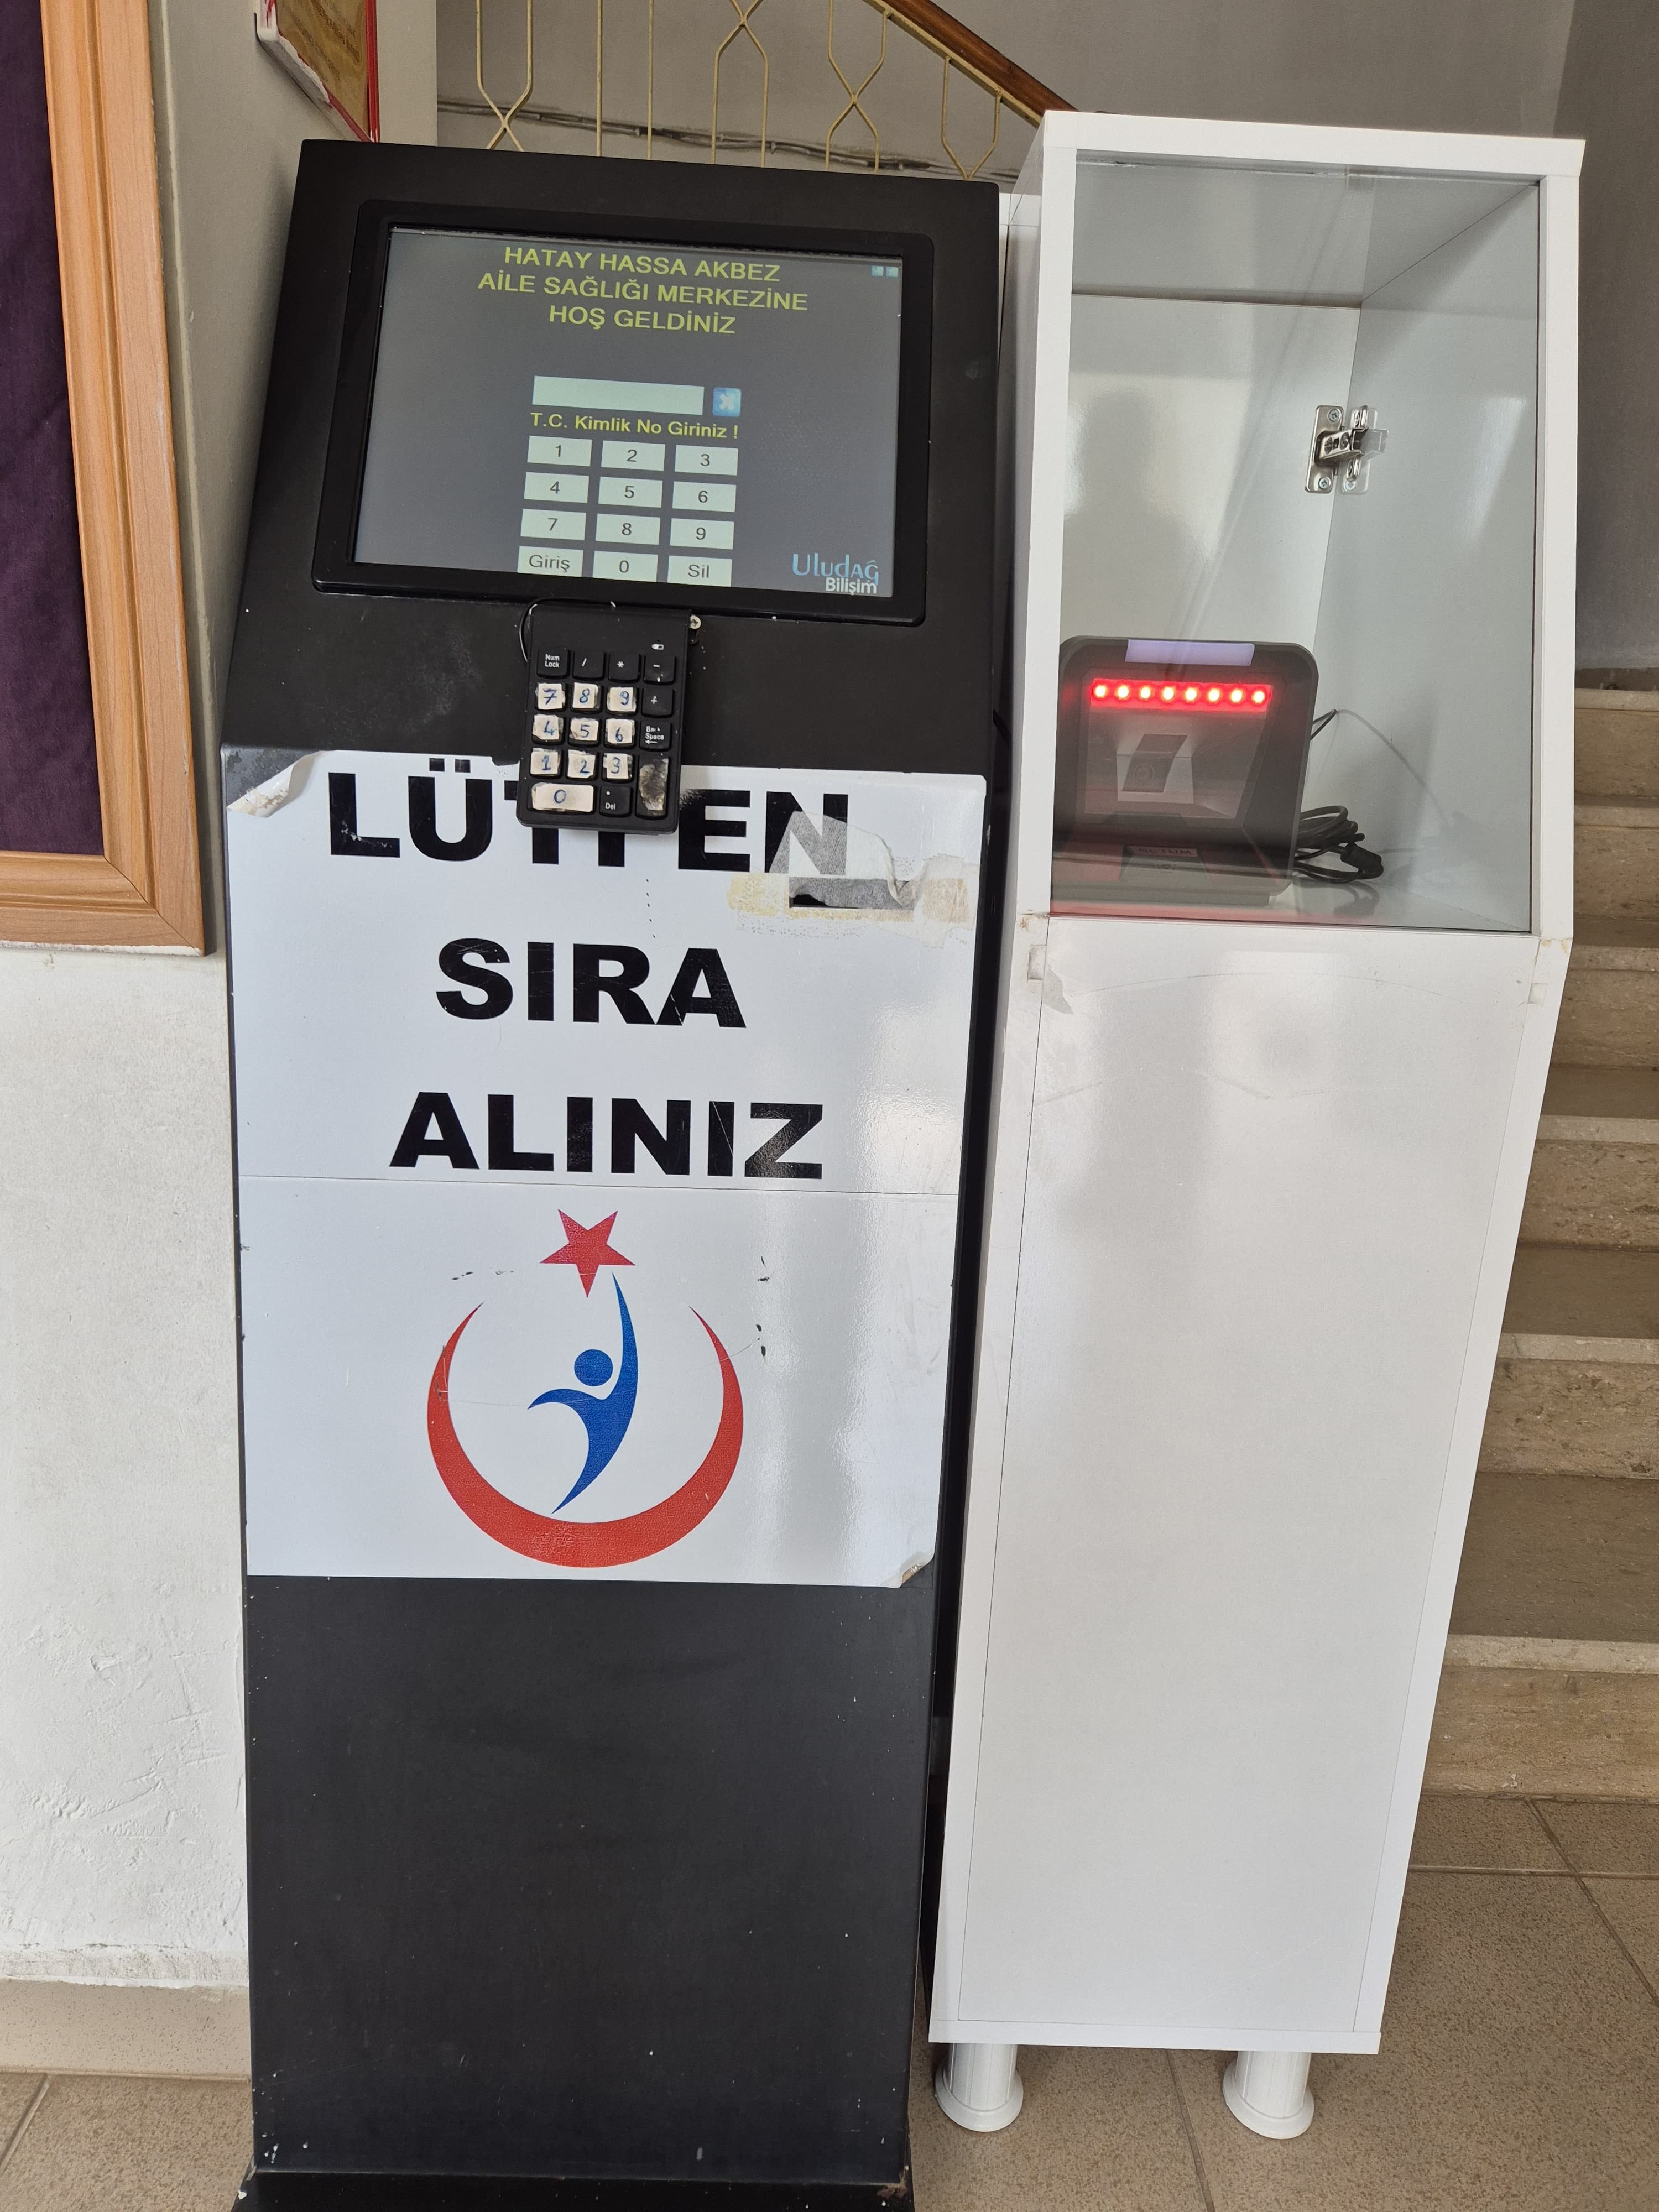 HATAY HASSA AKBEZ
AİLE SAĞLIĞI MERKEZİNE
HOŞ GELDİNİZ
T.C. Kimlik No Giriniz !
1 2 3
4 5 6
7 8 9
Giriş 0 Sil
Uludağ
Bilişim
Num Lock / * -
7 8 9 +
4 5 6 Back Space
1 2 3
0 . Del
LÜTFEN
SIRA
ALINIZ
NETUM